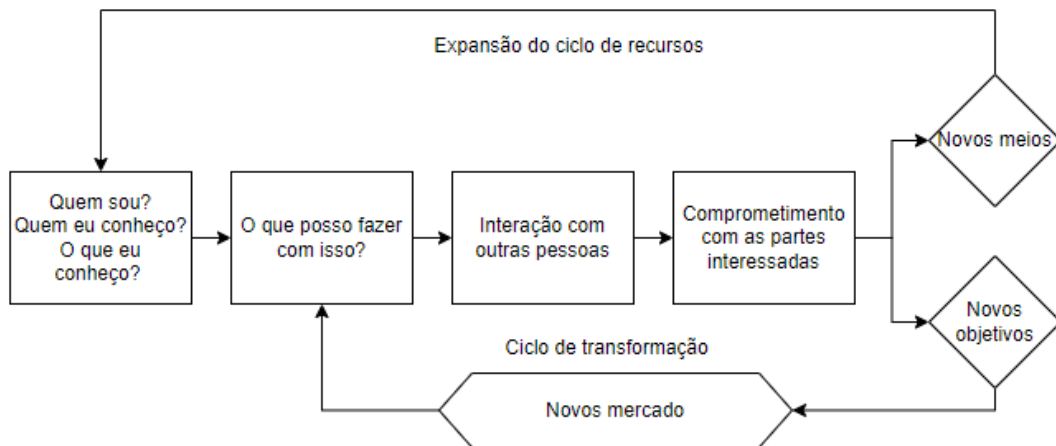 Expansão do ciclo de recursos
Novos meios
Quem sou?
Quem eu conheço?
O que eu
conheço?
O que posso fazer
com isso?
Interação com
outras pessoas
Comprometimento
com as partes
interessadas
Novos
objetivos
Ciclo de transformação
Novos mercado